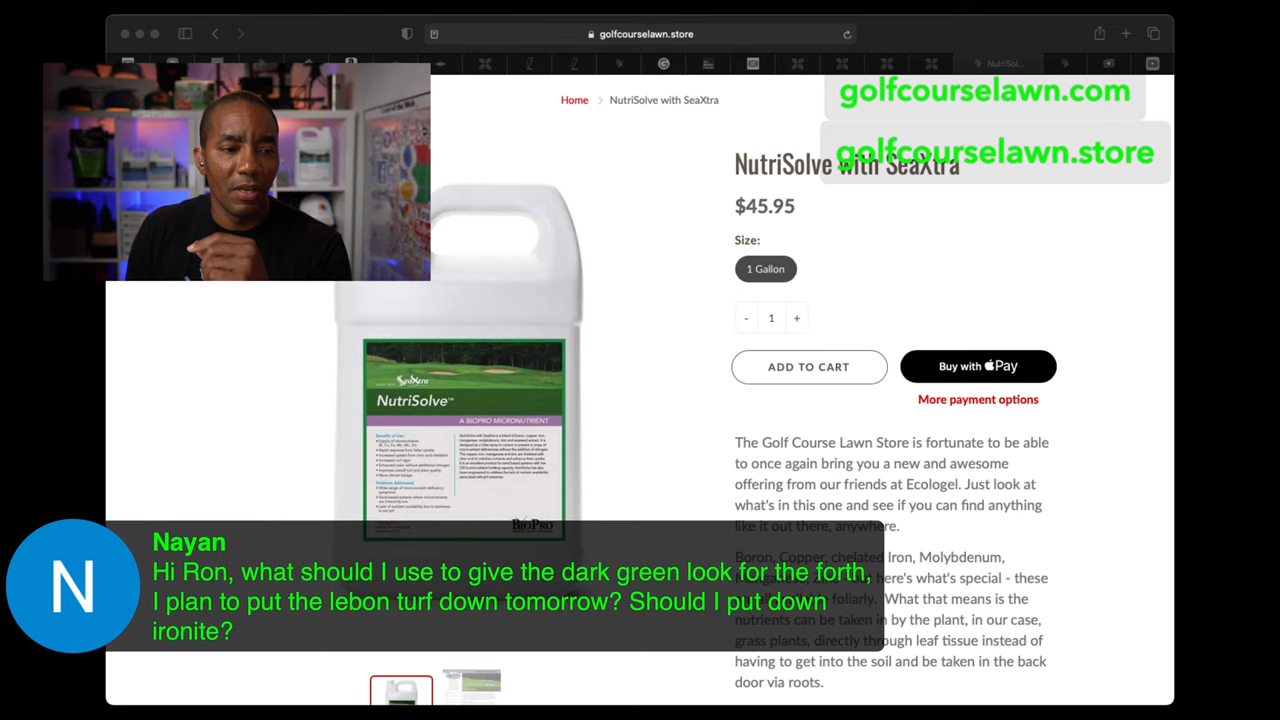 golfcourselawn.store
NutriSol...
Home > NutriSolve with SeaXtra
golfcourselawn.com
golfcourselawn.store
NutriSolve with SeaXtra
$45.95
Size:
1 Gallon
- 1 +
ADD TO CART
Buy with Pay
More payment options
The Golf Course Lawn Store is fortunate to be able
to once again bring you a new and awesome
offering from our friends at Ecologel. Just look at
what's in this one and see if you can find anything
like it out there, anywhere.
Boron, Copper, chelated Iron, Molybdenum,
here's what's special - these
foliarly. What that means is the
nutrients can be taken in by the plant, in our case,
grass plants, directly through leaf tissue instead of
having to get into the soil and be taken in the back
door via roots.
SeaXtra
NutriSolve™
A BIOPRO MICRONUTRIENT
BIOPRO
N
Nayan
Hi Ron, what should I use to give the dark green look for the forth,
I plan to put the lebon turf down tomorrow? Should I put down
ironite?